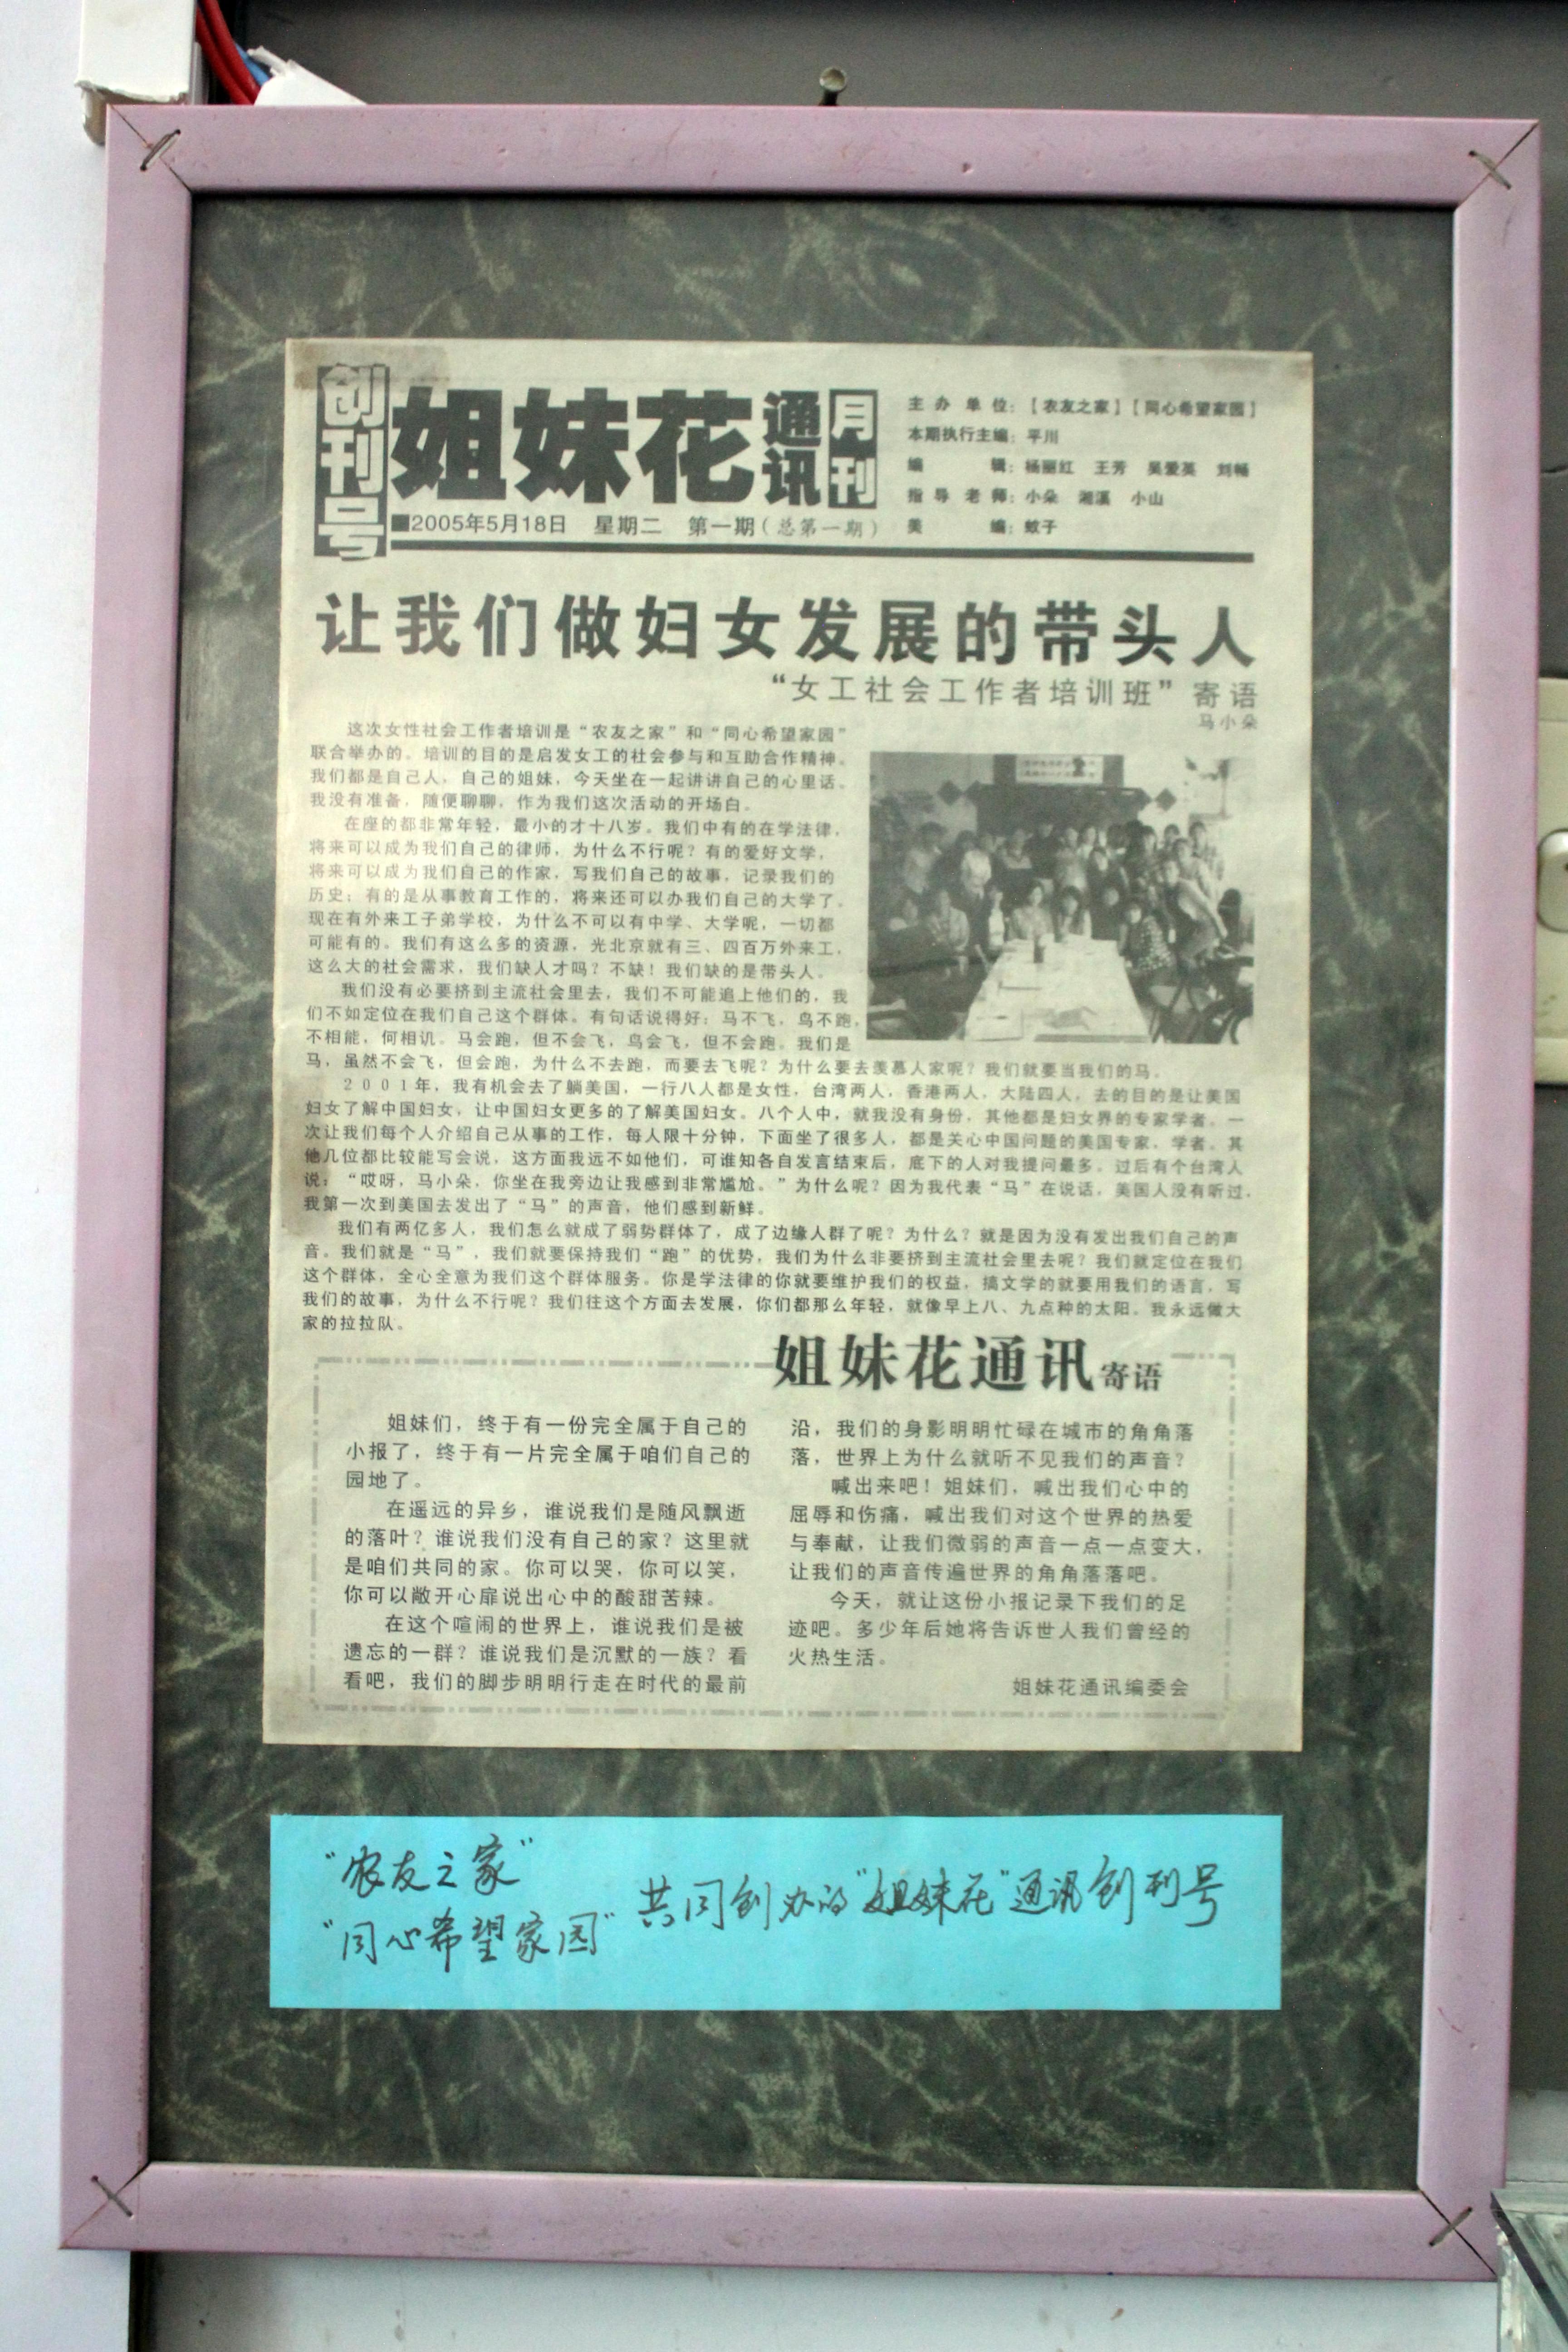 创刊号
姐妹花通讯
月刊
■2005年5月18日 星期二 第一期(总第一期)
主办单位:【农友之家】【同心希望家园】
本期执行主编:平川
编 辑:杨丽红 王芳 吴爱英 刘畅
指导老师:小朵 湘溪 小山
美 编:蚊子
让我们做妇女发展的带头人
“女工社会工作者培训班”寄语
马小朵
这次女性社会工作者培训是“农友之家”和“同心希望家园”
联合举办的。培训的目的是启发女工的社会参与和互助合作精神。
我们都是自己人,自己的姐妹,今天坐在一起讲讲自己的心里话。
我没有准备,随便聊聊,作为我们这次活动的开场白。
在座的都非常年轻,最小的才十八岁。我们中有的在学法律,
将来可以成为我们自己的律师,为什么不行呢?有的爱好文学,
将来可以成为我们自己的作家,写我们自己的故事,记录我们的
历史;有的是从事教育工作的,将来还可以办我们自己的大学了。
现在有外来工子弟学校,为什么不可以有中学、大学呢,一切都
可能有的。我们有这么多的资源,光北京就有三、四百万外来工,
这么大的社会需求,我们缺人才吗?不缺!我们缺的是带头人。
我们没有必要挤到主流社会里去,我们不可能追上他们的,我
们不如定位在我们自己这个群体。有句话说得好:马不飞,鸟不跑,
不相能,何相讥。马会跑,但不会飞,鸟会飞,但不会跑。我们是
马,虽然不会飞,但会跑,为什么不去跑,而要去飞呢?为什么要去羡慕人家呢?我们就要当我们的马。
2001年,我有机会去了躺美国,一行八人都是女性,台湾两人,香港两人,大陆四人,去的目的是让美国
妇女了解中国妇女,让中国妇女更多的了解美国妇女。八个人中,就我没有身份,其他都是妇女界的专家学者。一
次让我们每个人介绍自己从事的工作,每人限十分钟,下面坐了很多人,都是关心中国问题的美国专家、学者。其
他几位都比较能写会说,这方面我远不如他们,可谁知各自发言结束后,底下的人对我提问最多。过后有个台湾人
说:“哎呀,马小朵,你坐在我旁边让我感到非常尴尬。”为什么呢?因为我代表“马”在说话,美国人没有听过,
我第一次到美国去发出了“马”的声音,他们感到新鲜。
我们有两亿多人,我们怎么就成了弱势群体了,成了边缘人群了呢?为什么?就是因为没有发出我们自己的声
音。我们就是“马”,我们就要保持我们“跑”的优势,我们为什么非要挤到主流社会里去呢?我们就定位在我们
这个群体,全心全意为我们这个群体服务。你是学法律的你就要维护我们的权益,搞文学的就要用我们的语言,写
我们的故事,为什么不行呢?我们往这个方面去发展,你们都那么年轻,就像早上八、九点种的太阳。我永远做大
家的拉拉队。
姐妹花通讯寄语
姐妹们,终于有一份完全属于自己的
小报了,终于有一片完全属于咱们自己的
园地了。
在遥远的异乡,谁说我们是随风飘逝
的落叶?谁说我们没有自己的家?这里就
是咱们共同的家。你可以哭,你可以笑,
你可以敞开心扉说出心中的酸甜苦辣。
在这个喧闹的世界上,谁说我们是被
遗忘的一群?谁说我们是沉默的一族?看
看吧,我们的脚步明明行走在时代的最前
沿,我们的身影明明忙碌在城市的角角落
落,世界上为什么就听不见我们的声音?
喊出来吧!姐妹们,喊出我们心中的
屈辱和伤痛,喊出我们对这个世界的热爱
与奉献,让我们微弱的声音一点一点变大,
让我们的声音传遍世界的角角落落吧。
今天,就让这份小报记录下我们的足
迹吧。多少年后她将告诉世人我们曾经的
火热生活。
姐妹花通讯编委会
“农友之家”
“同心希望家园”
共同创办的“姐妹花”通讯创刊号